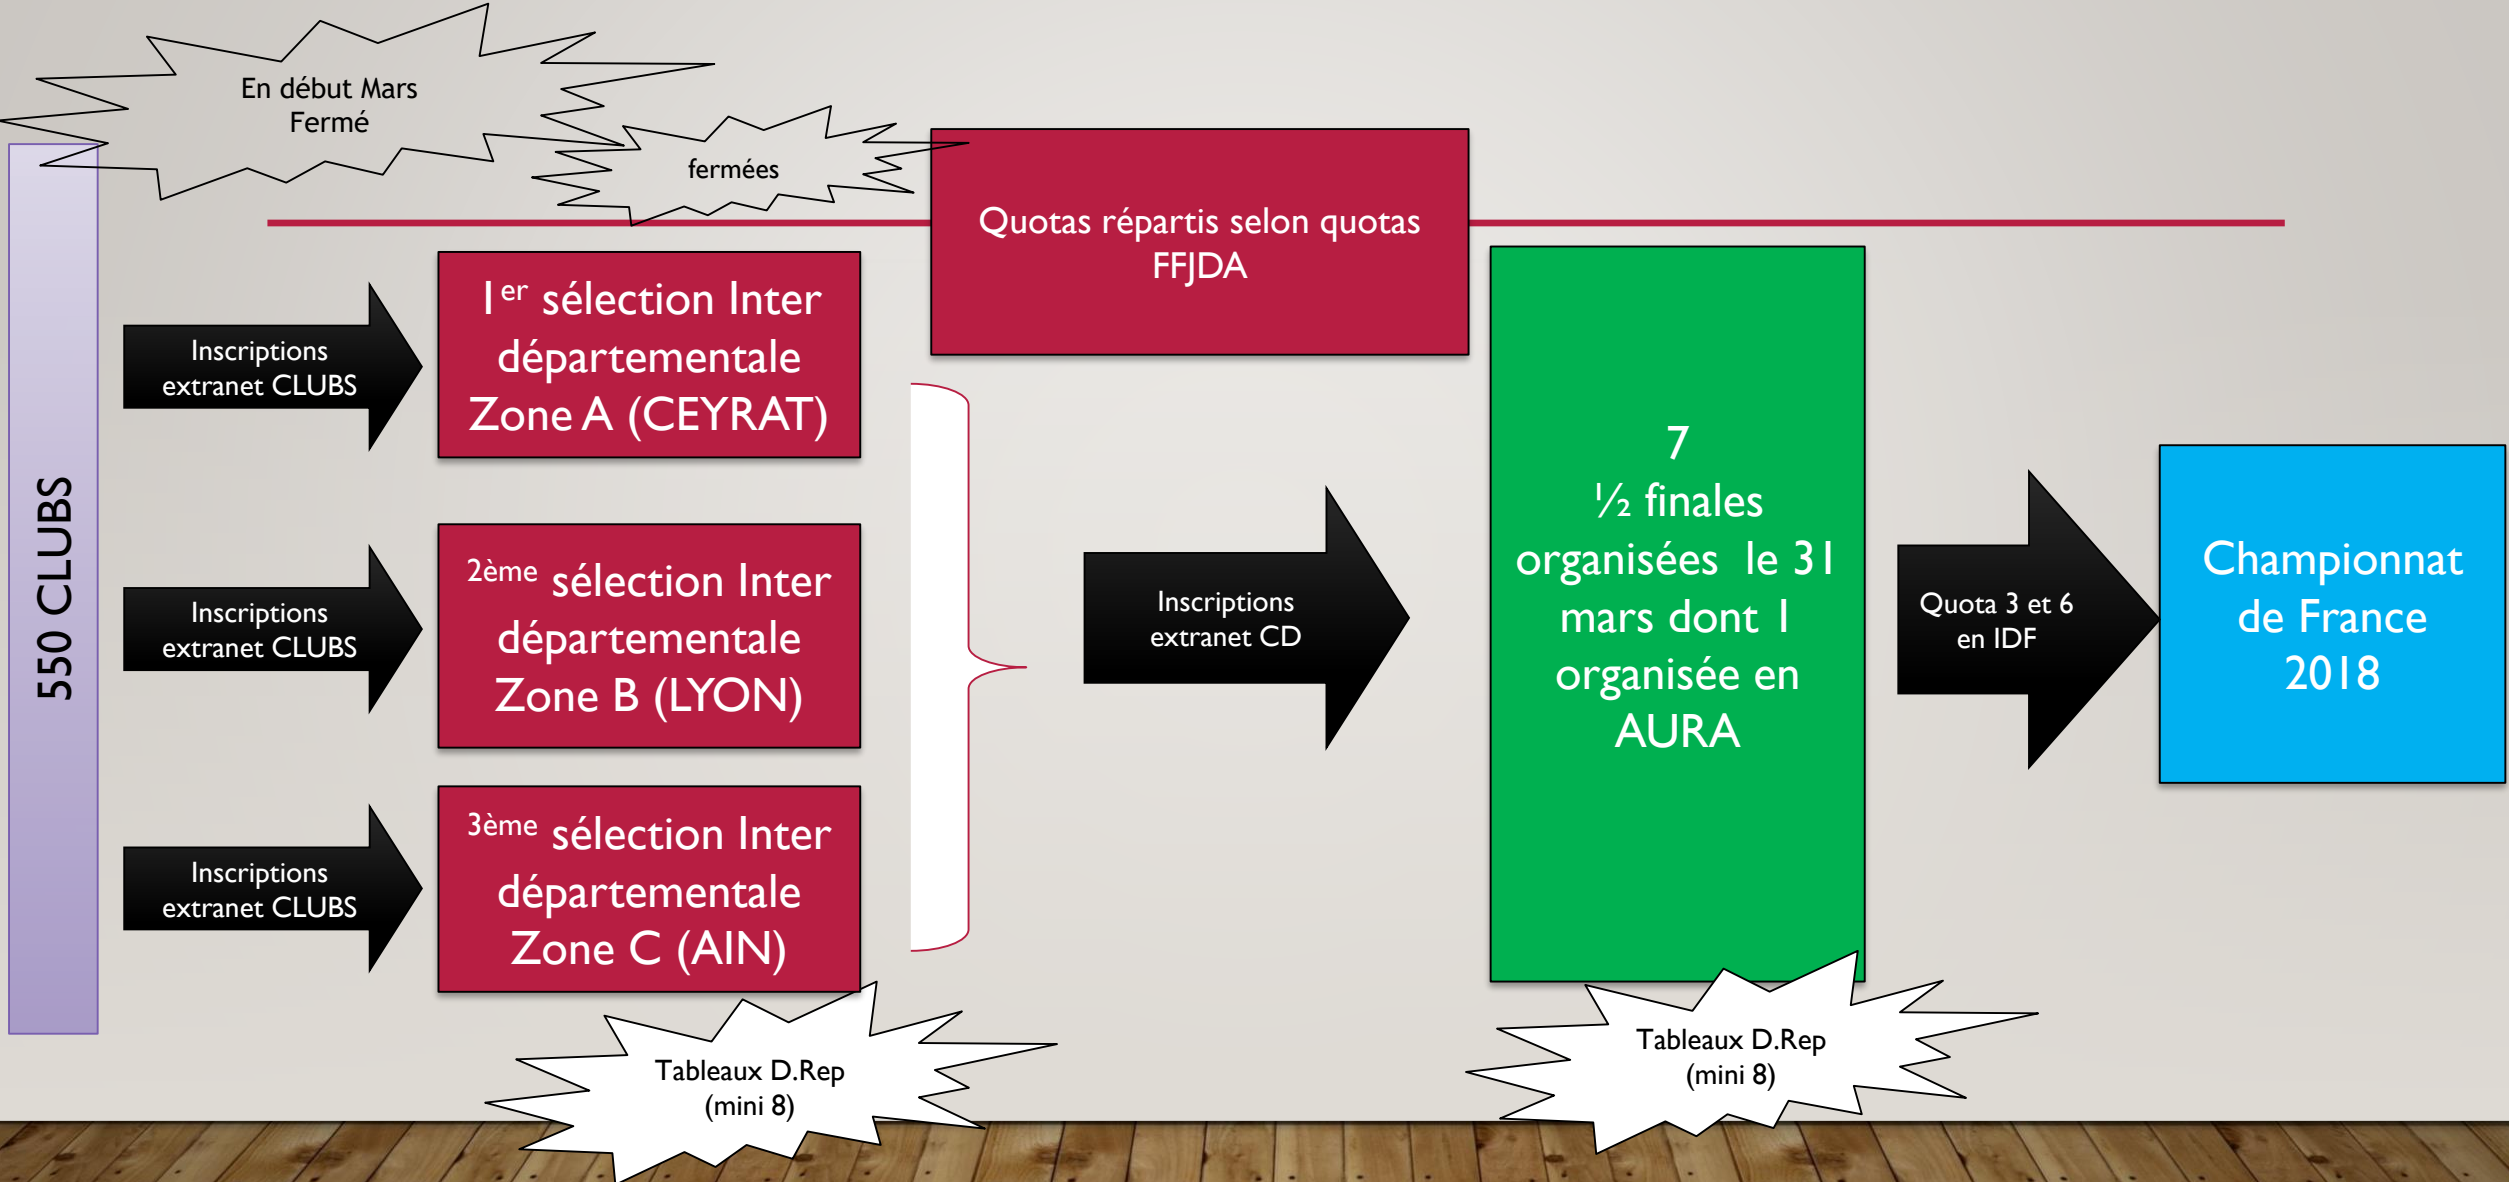 En début Mars
Fermé
fermées
Quotas répartis selon quotas
FFJDA
550 CLUBS
Inscriptions
extranet CLUBS
1er sélection Inter
départementale
Zone A (CEYRAT)
Inscriptions
extranet CLUBS
2ème sélection Inter
départementale
Zone B (LYON)
Inscriptions
extranet CLUBS
3ème sélection Inter
départementale
Zone C (AIN)
Tableaux D.Rep
(mini 8)
Inscriptions
extranet CD
7
½ finales
organisées le 31
mars dont 1
organisée en
AURA
Tableaux D.Rep
(mini 8)
Quota 3 et 6
en IDF
Championnat
de France
2018